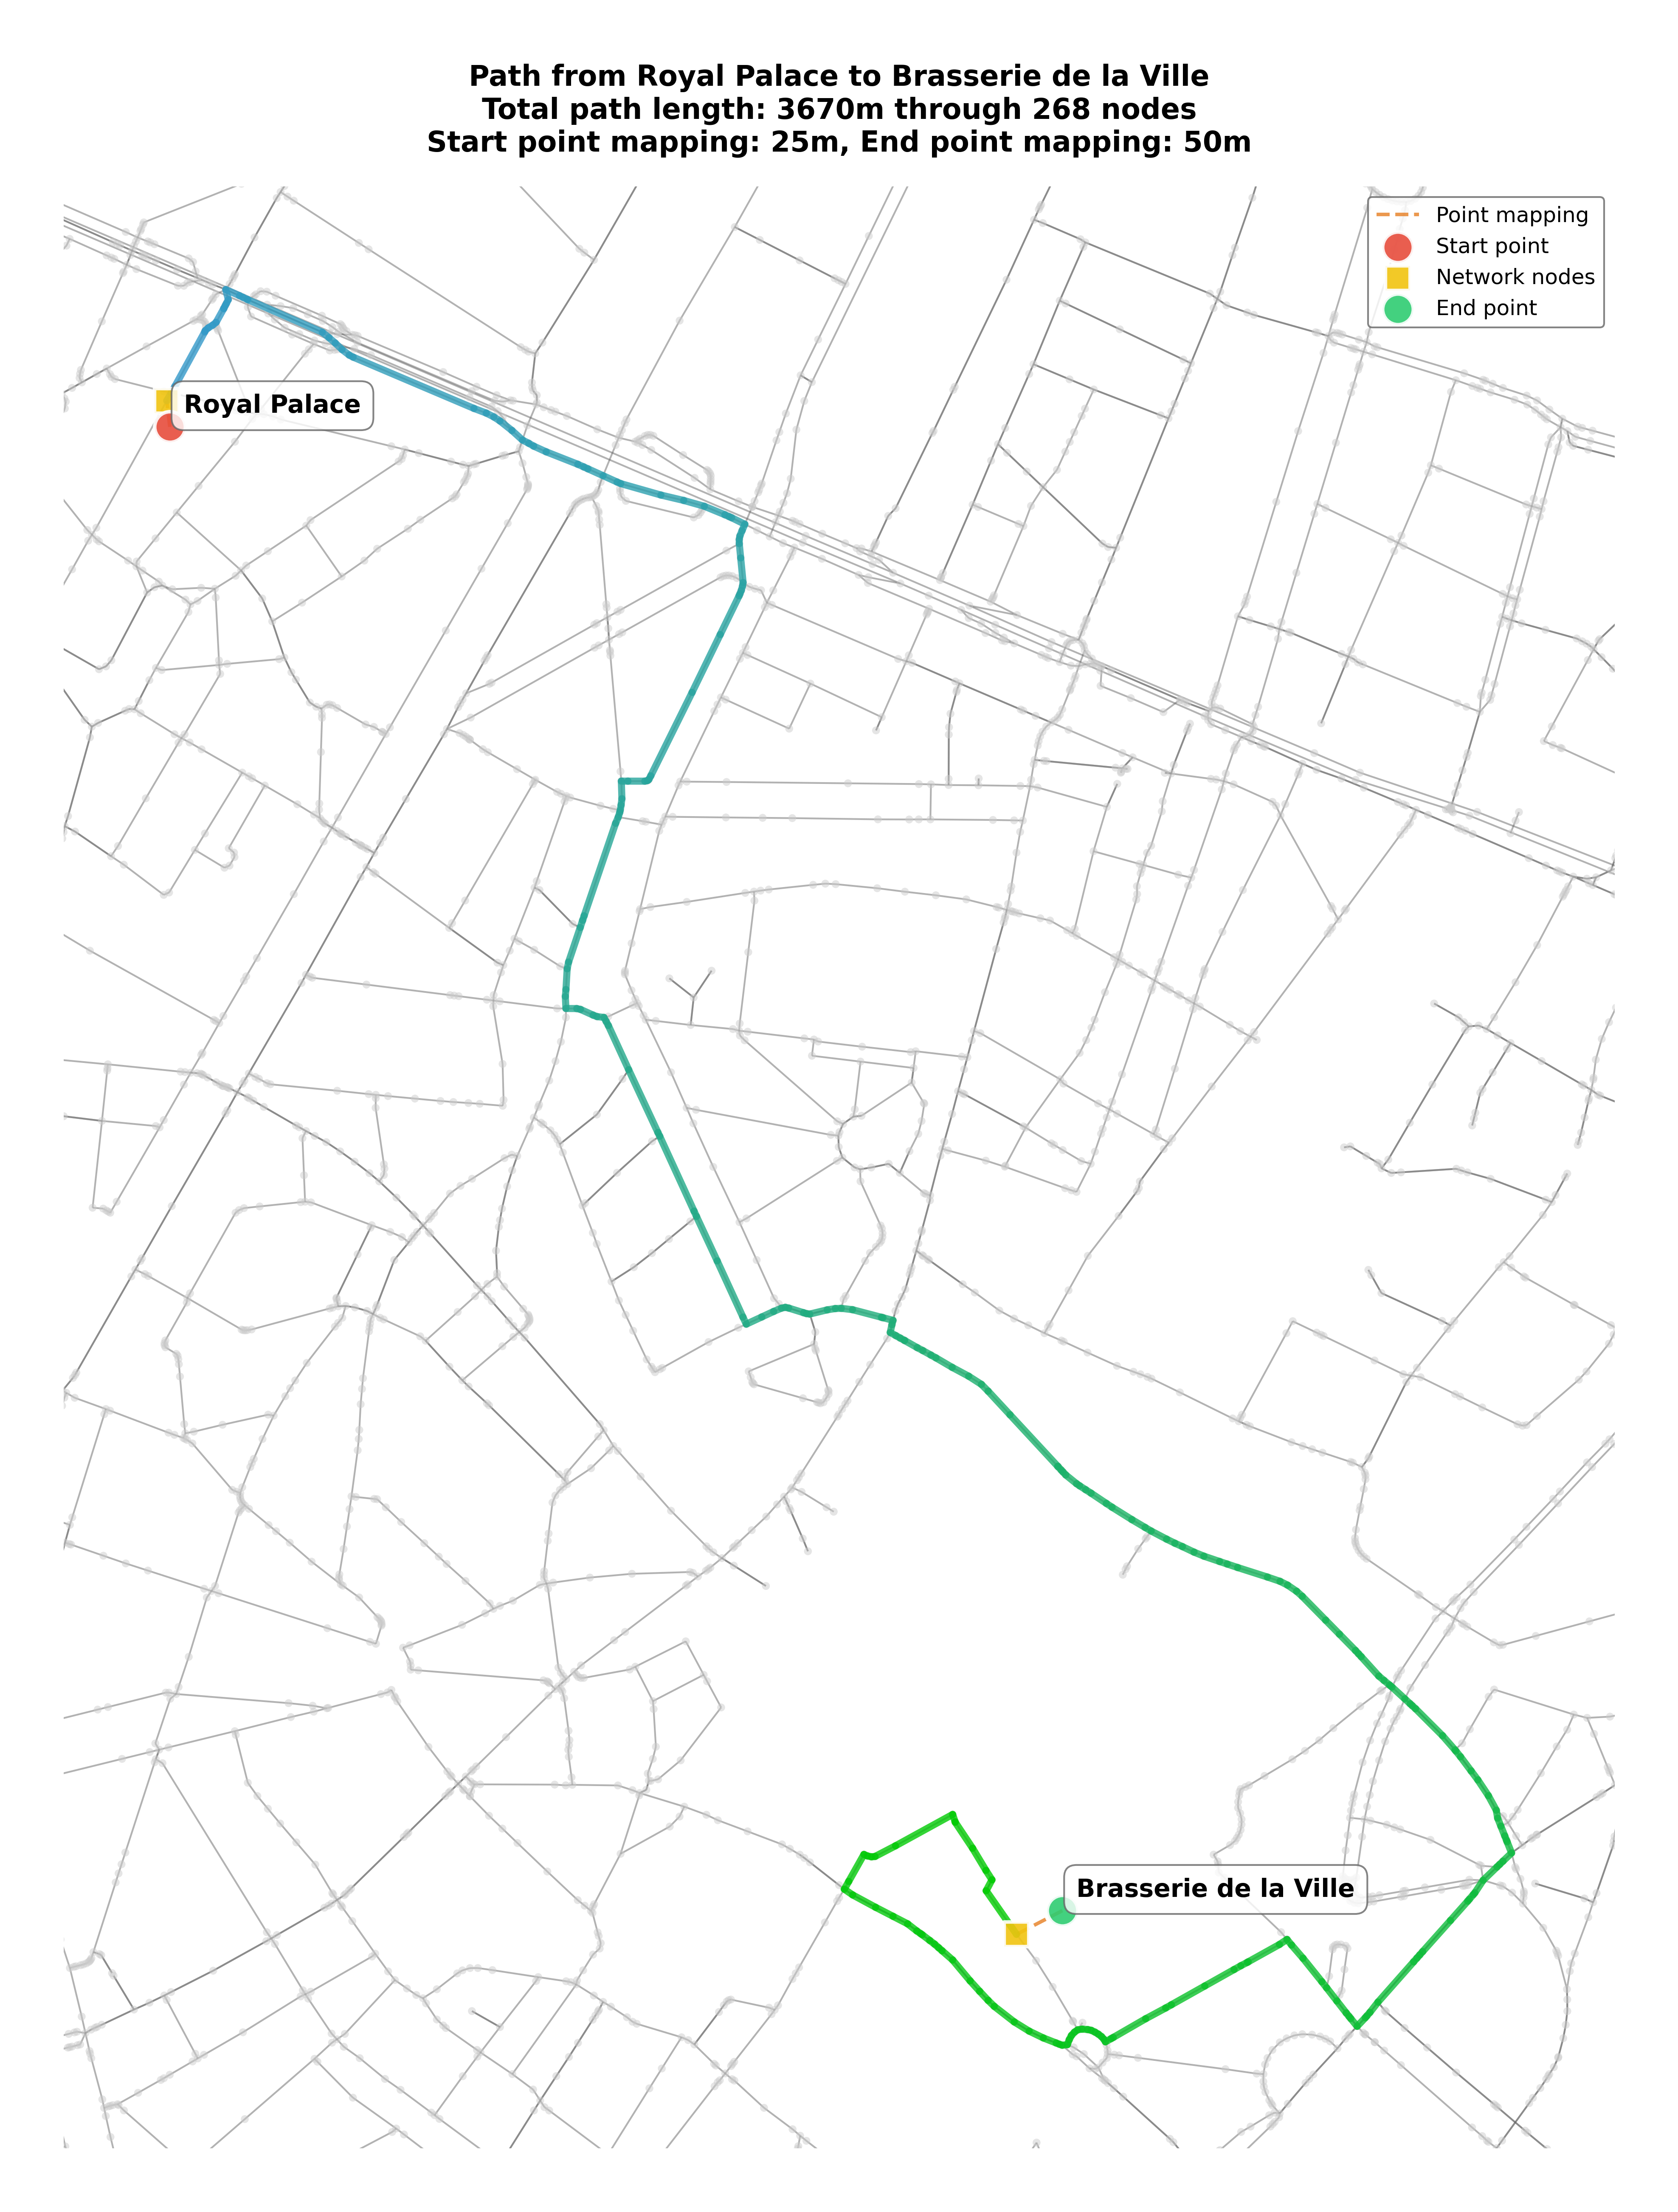 Path from Royal Palace to Brasserie de la Ville
Total path length: 3670m through 268 nodes
Start point mapping: 25m, End point mapping: 50m
Point mapping
Start point
Network nodes
End point
Royal Palace
Brasserie de la Ville